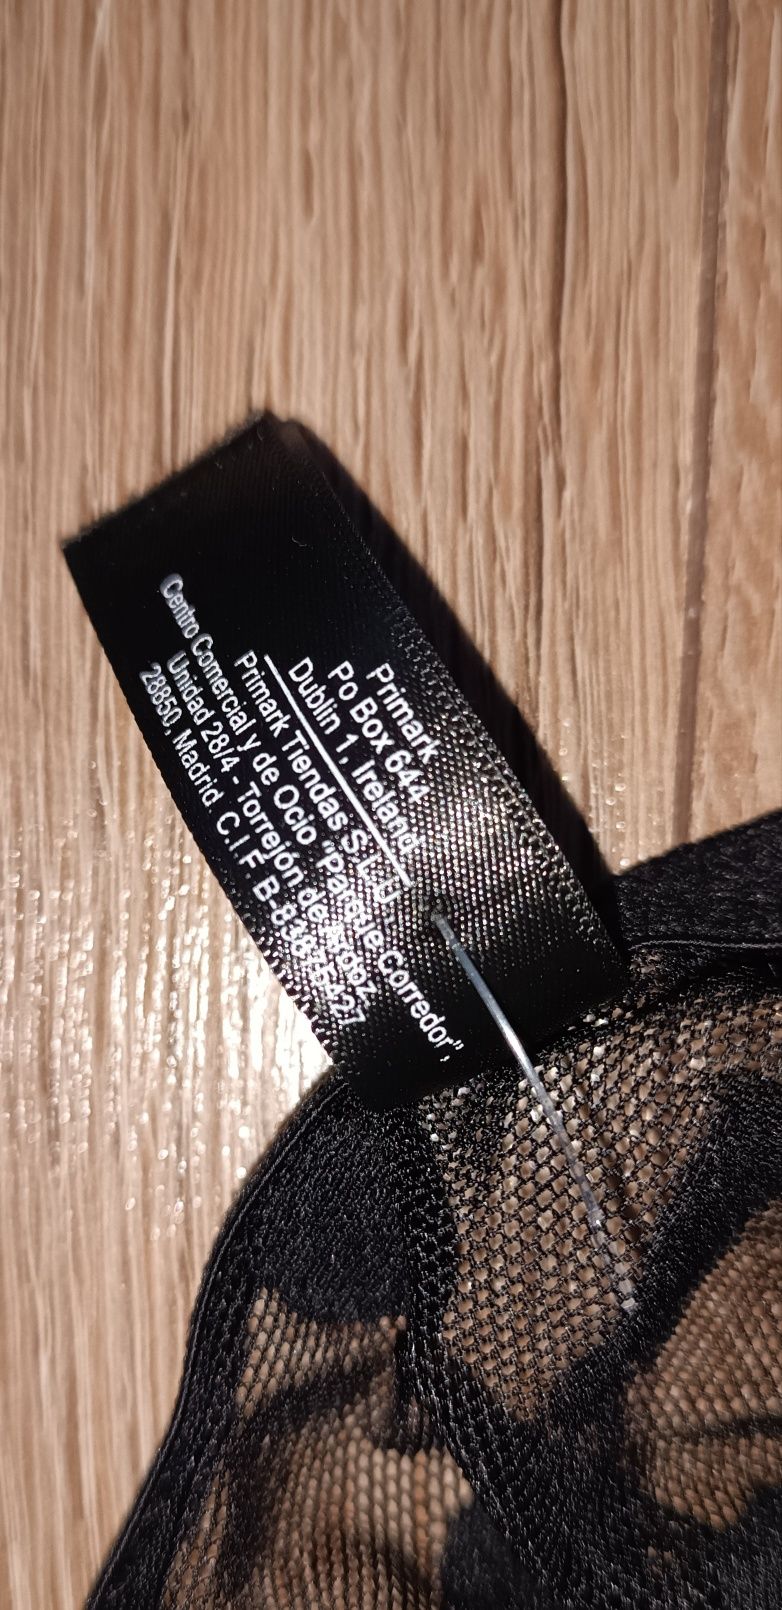 Primark
Po Box 644
Dublin 1, Ireland
Primark Tiendas S.L.U.
Centro Comercial y de Ocio "Parque Corredor",
Unidad 28/4 - Torrejón de Ardoz,
28850, Madrid. C.I.F. B-83875427